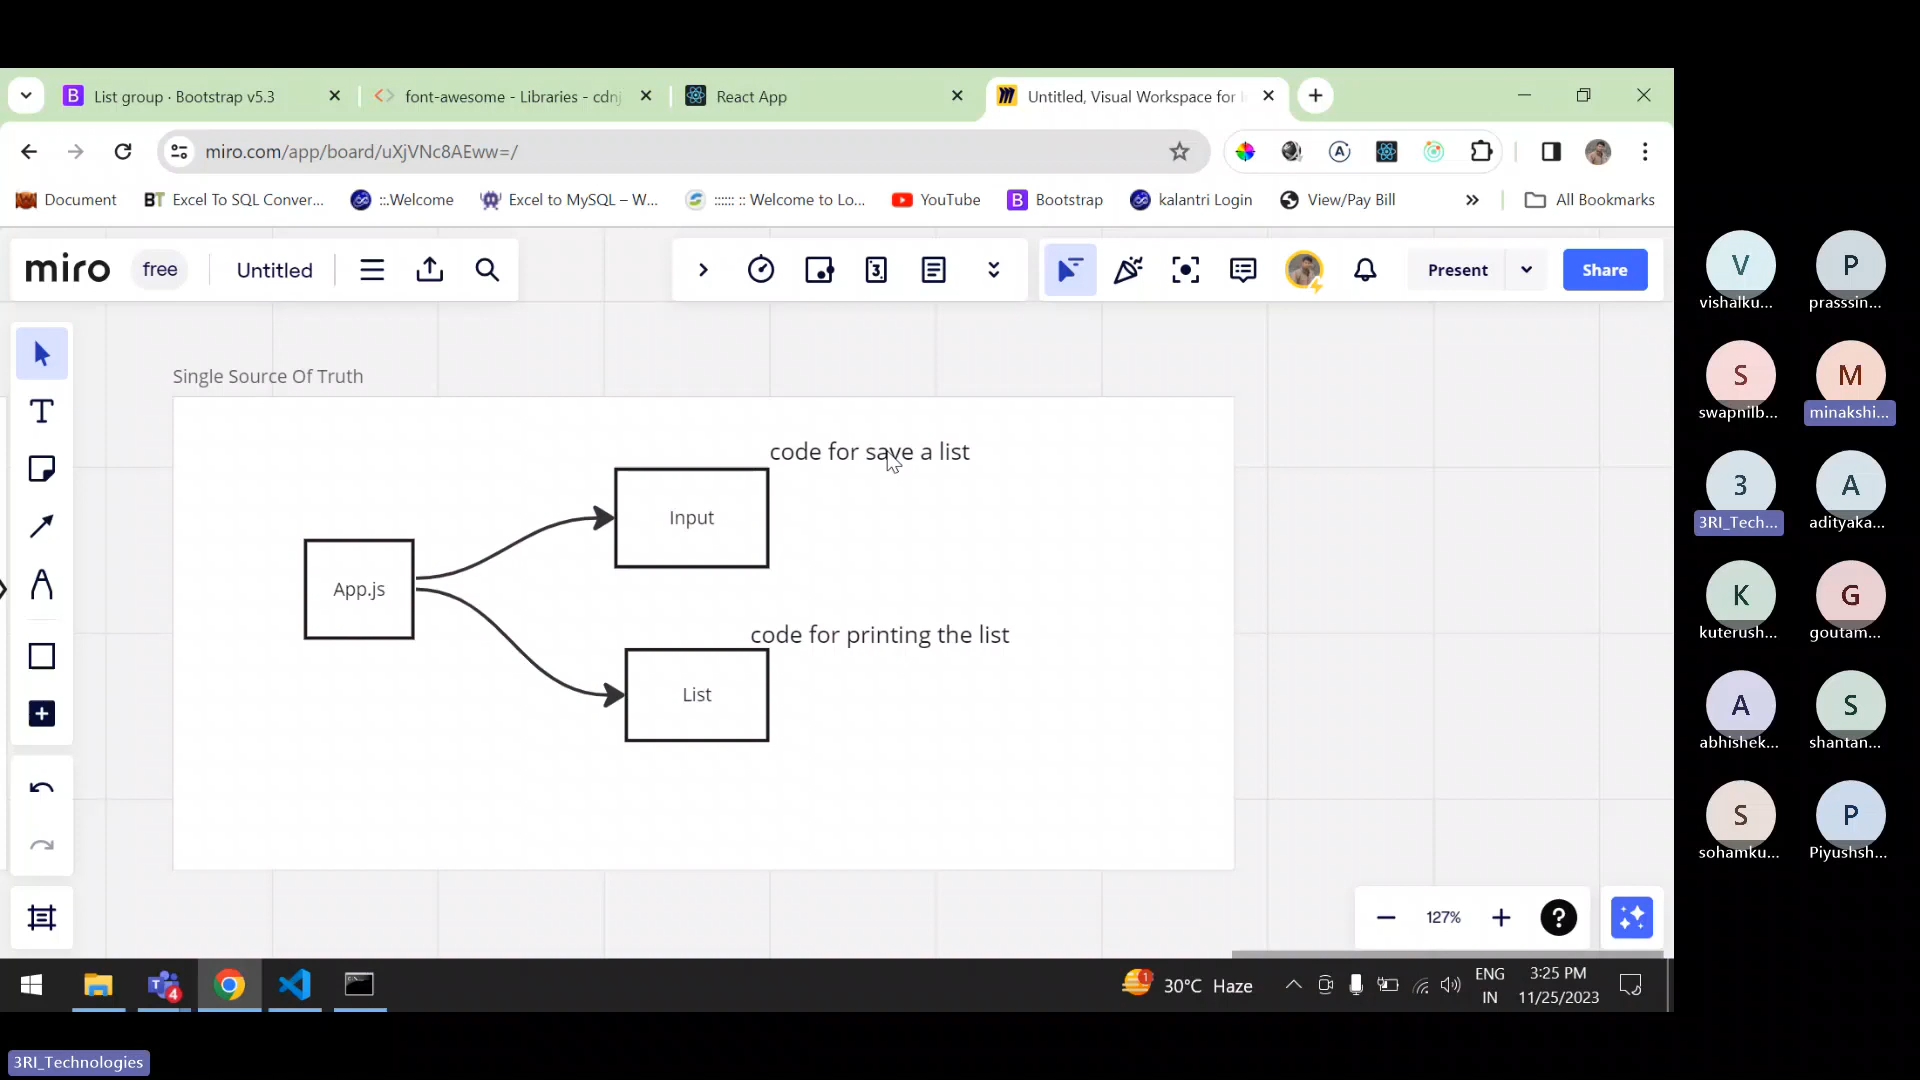 List group · Bootstrap v5.3
font-awesome - Libraries - cdnj
React App
Untitled, Visual Workspace for
miro.com/app/board/uXjVNc8AEww=/
Document
BT Excel To SQL Conver...
::.Welcome
Excel to MySQL – W...
:::::: :: Welcome to Lo...
YouTube
Bootstrap
kalantri Login
View/Pay Bill
All Bookmarks
miro
free
Untitled
Present
Share
Single Source Of Truth
code for save a list
Input
App.js
code for printing the list
List
127%
30°C Haze
ENG
IN
3:25 PM
11/25/2023
V
vishalku...
P
prasssin...
S
swapnilb...
M
minakshi...
3
3RI_Tech...
A
adityaka...
K
kuterush...
G
goutam...
A
abhishek...
S
shantan...
S
sohamku...
P
Piyushsh...
3RI_Technologies